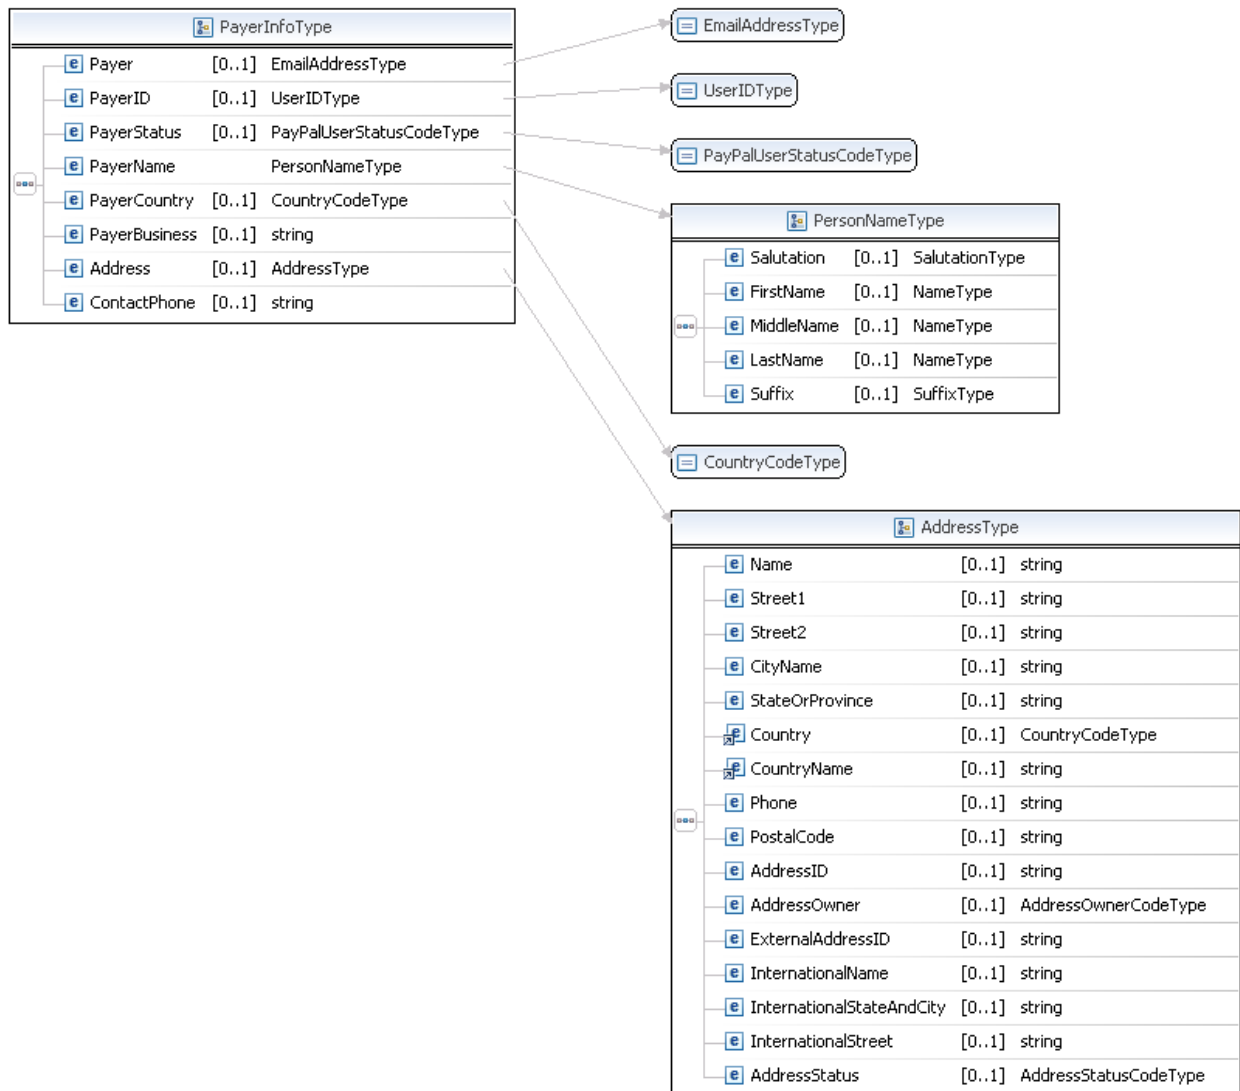 PayerInfoType
Payer [0..1] EmailAddressType
PayerID [0..1] UserIDType
PayerStatus [0..1] PayPalUserStatusCodeType
PayerName PersonNameType
PayerCountry [0..1] CountryCodeType
PayerBusiness [0..1] string
Address [0..1] AddressType
ContactPhone [0..1] string
EmailAddressType
UserIDType
PayPalUserStatusCodeType
PersonNameType
Salutation [0..1] SalutationType
FirstName [0..1] NameType
MiddleName [0..1] NameType
LastName [0..1] NameType
Suffix [0..1] SuffixType
CountryCodeType
AddressType
Name [0..1] string
Street1 [0..1] string
Street2 [0..1] string
CityName [0..1] string
StateOrProvince [0..1] string
Country [0..1] CountryCodeType
CountryName [0..1] string
Phone [0..1] string
PostalCode [0..1] string
AddressID [0..1] string
AddressOwner [0..1] AddressOwnerCodeType
ExternalAddressID [0..1] string
InternationalName [0..1] string
InternationalStateAndCity [0..1] string
InternationalStreet [0..1] string
AddressStatus [0..1] AddressStatusCodeType